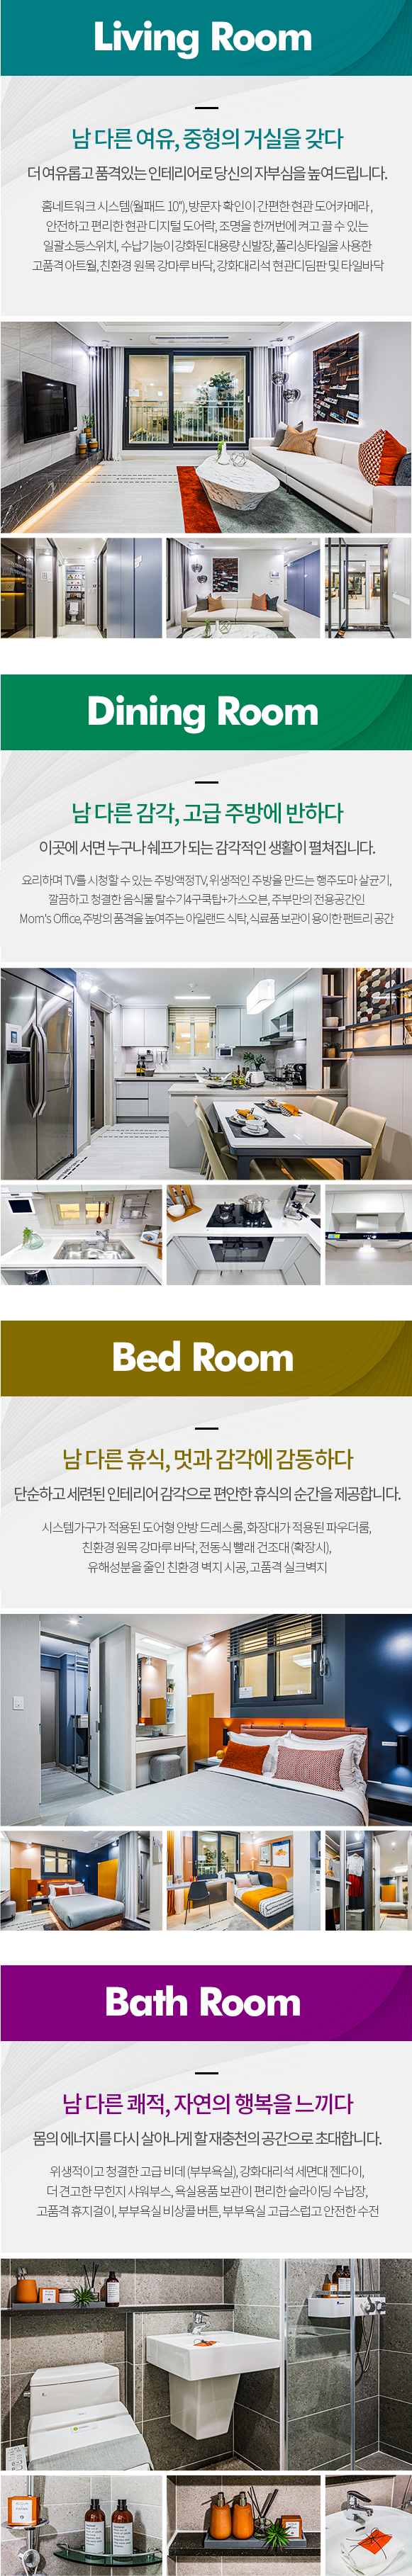 Living Room
남 다른 여유, 중형의 거실을 갖다
더 여유롭고 품격있는 인테리어로 당신의 자부심을 높여드립니다.
홈네트워크 시스템(월패드 10"), 방문자 확인이 간편한 현관 도어카메라,
안전하고 편리한 현관 디지털 도어락, 조명을 한꺼번에 켜고 끌 수 있는
일괄소등스위치, 수납기능이 강화된 대용량 신발장, 폴리싱타일을 사용한
고품격 아트월, 친환경 원목 강마루 바닥, 강화대리석 현관디딤판 및 타일바닥
Dining Room
남 다른 감각, 고급 주방에 반하다
이곳에 서면 누구나 쉐프가 되는 감각적인 생활이 펼쳐집니다.
요리하며 TV를 시청할 수 있는 주방액정TV, 위생적인 주방을 만드는 행주도마 살균기,
깔끔하고 청결한 음식물 탈수기4구쿡탑+가스오븐, 주부만의 전용공간인
Mom's Office, 주방의 품격을 높여주는 아일랜드 식탁, 식료품 보관이 용이한 팬트리 공간
Bed Room
남 다른 휴식, 멋과 감각에 감동하다
단순하고 세련된 인테리어 감각으로 편안한 휴식의 순간을 제공합니다.
시스템가구가 적용된 도어형 안방 드레스룸, 화장대가 적용된 파우더룸,
친환경 원목 강마루 바닥, 전동식 빨래 건조대 (확장시),
유해성분을 줄인 친환경 벽지 시공, 고품격 실크벽지
Bath Room
남 다른 쾌적, 자연의 행복을 느끼다
몸의 에너지를 다시 살아나게 할 재충천의 공간으로 초대합니다.
위생적이고 청결한 고급 비데 (부부욕실), 강화대리석 세면대 젠다이,
더 견고한 무힌지 샤워부스, 욕실용품 보관이 편리한 슬라이딩 수납장,
고품격 휴지걸이, 부부욕실 비상콜 버튼, 부부욕실 고급스럽고 안전한 수전